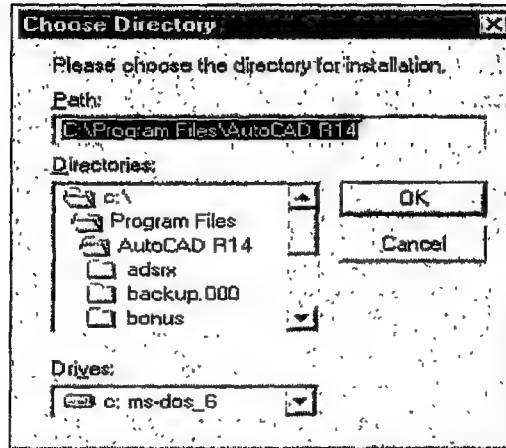 Choose Directory
Please choose the directory for installation.
Path:
C:\Program Files\AutoCAD R14
Directories:
c:\
OK
Program Files
AutoCAD R14
Cancel
adsrx
backup.000
bonus
Drives:
c: ms-dos_6